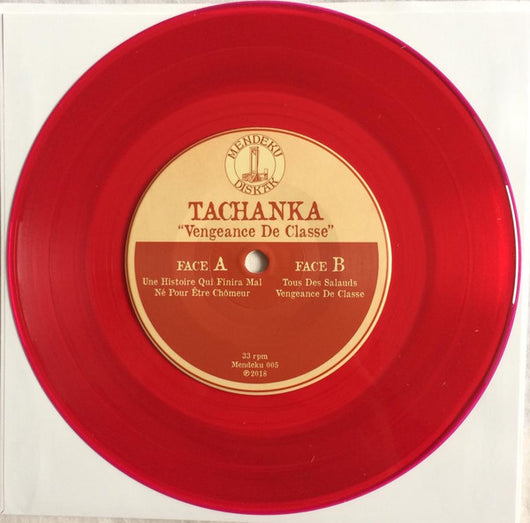 MENDEKU
DISKAK
TACHANKA
"Vengeance De Classe"
FACE A
Une Histoire Qui Finira Mal
Né Pour Être Chômeur
FACE B
Tous Des Salauds
Vengeance De Classe
33 rpm
Mendeku 005
℗2018